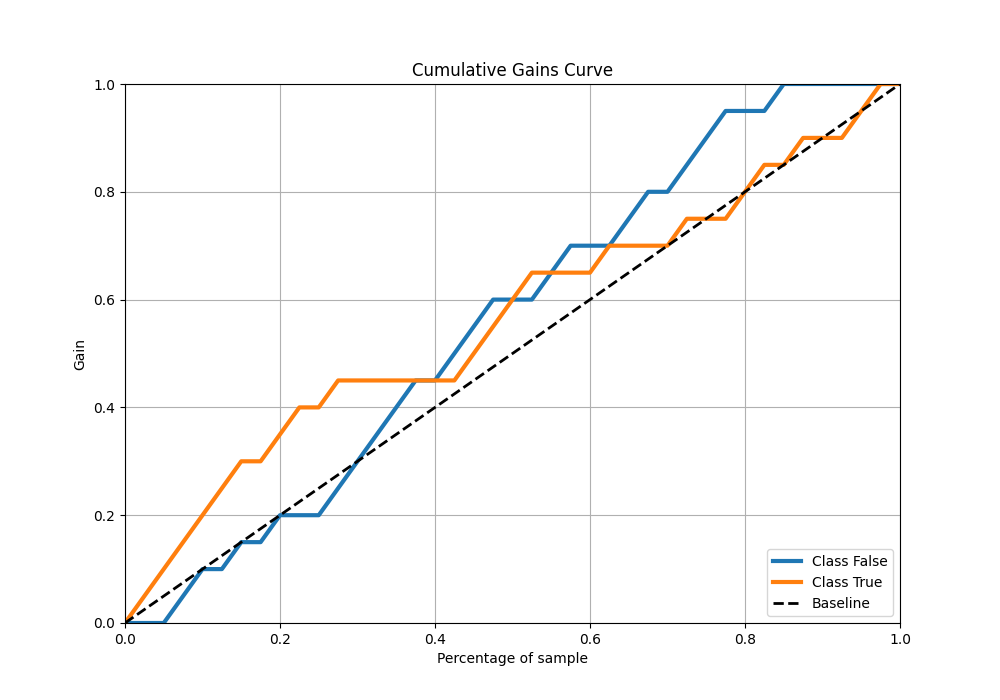 Cumulative Gains Curve
1.0
0.8
0.6
0.4
0.2
0.0
Gain
0.0 0.2 0.4 0.6 0.8 1.0
Percentage of sample
Class False
Class True
Baseline